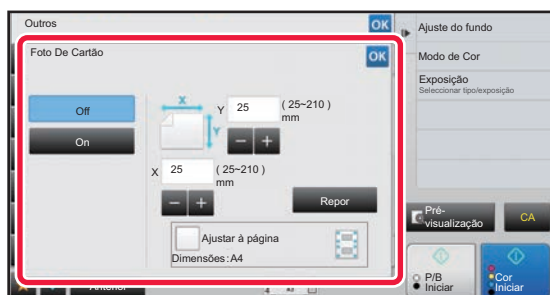 Outros
OK
Foto De Cartão
OK
Off
On
X
Y
Y 25 ( 25~210 )
mm
X 25 ( 25~210 )
mm
Repor
Ajustar à página
Dimensões:A4
Anterior
Ajuste do fundo
Modo de Cor
Exposição
Seleccionar tipo/exposição
Pré-
visualização
CA
P/B
Iniciar
Cor
Iniciar